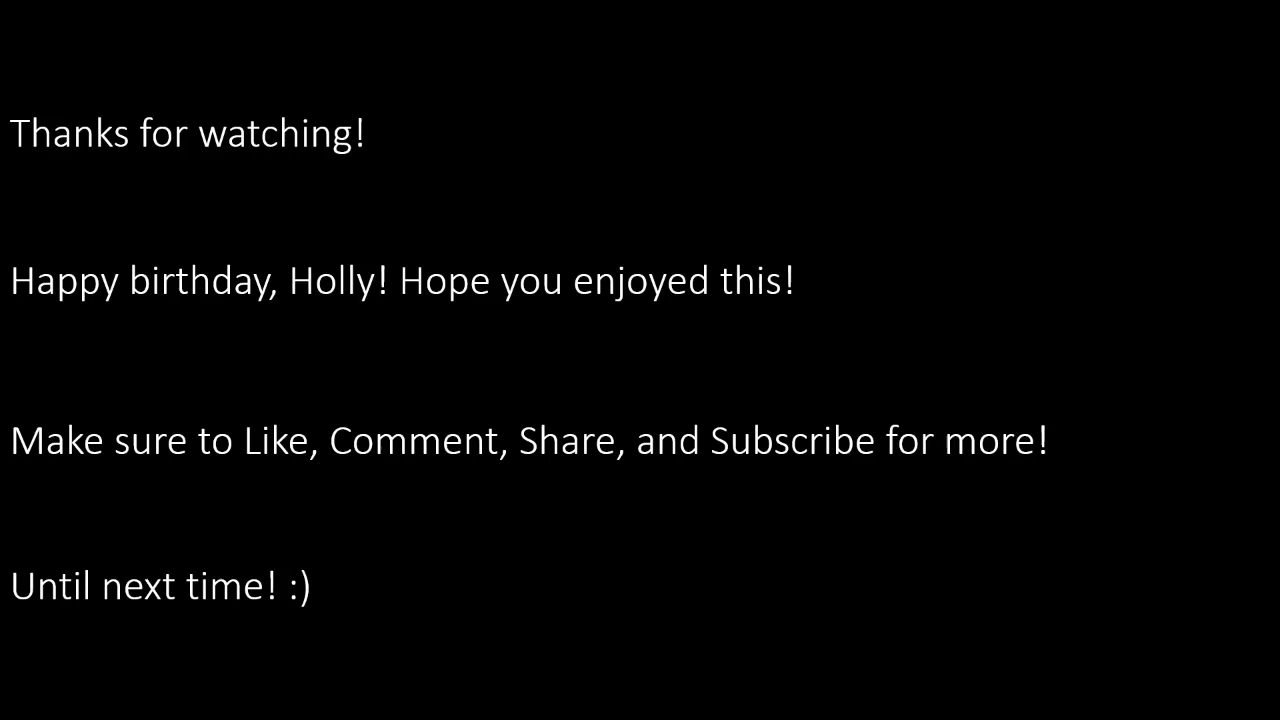 Thanks for watching!
Happy birthday, Holly! Hope you enjoyed this!
Make sure to Like, Comment, Share, and Subscribe for more!
Until next time! :)